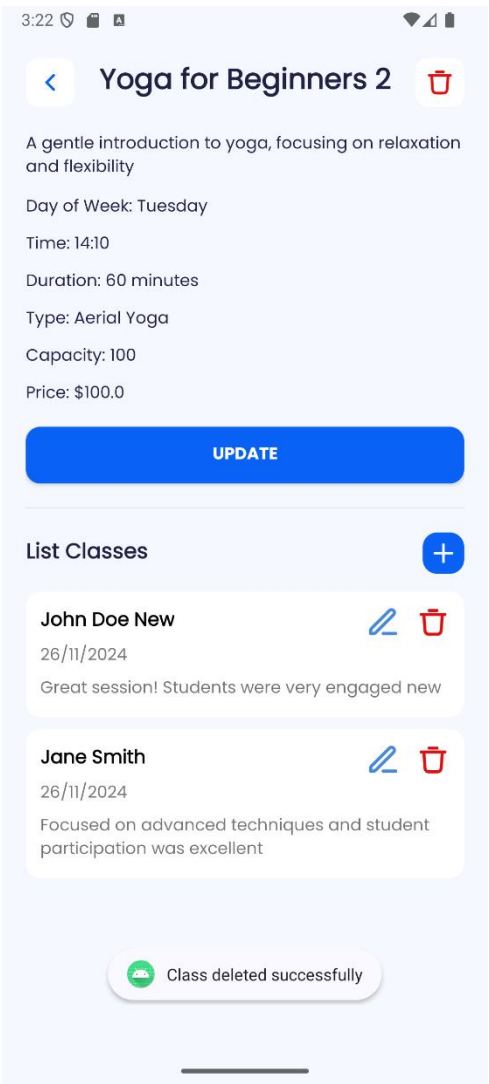 3:22
Yoga for Beginners 2
A gentle introduction to yoga, focusing on relaxation
and flexibility
Day of Week: Tuesday
Time: 14:10
Duration: 60 minutes
Type: Aerial Yoga
Capacity: 100
Price: $100.0
UPDATE
List Classes
John Doe New
26/11/2024
Great session! Students were very engaged new
Jane Smith
26/11/2024
Focused on advanced techniques and student
participation was excellent
Class deleted successfully